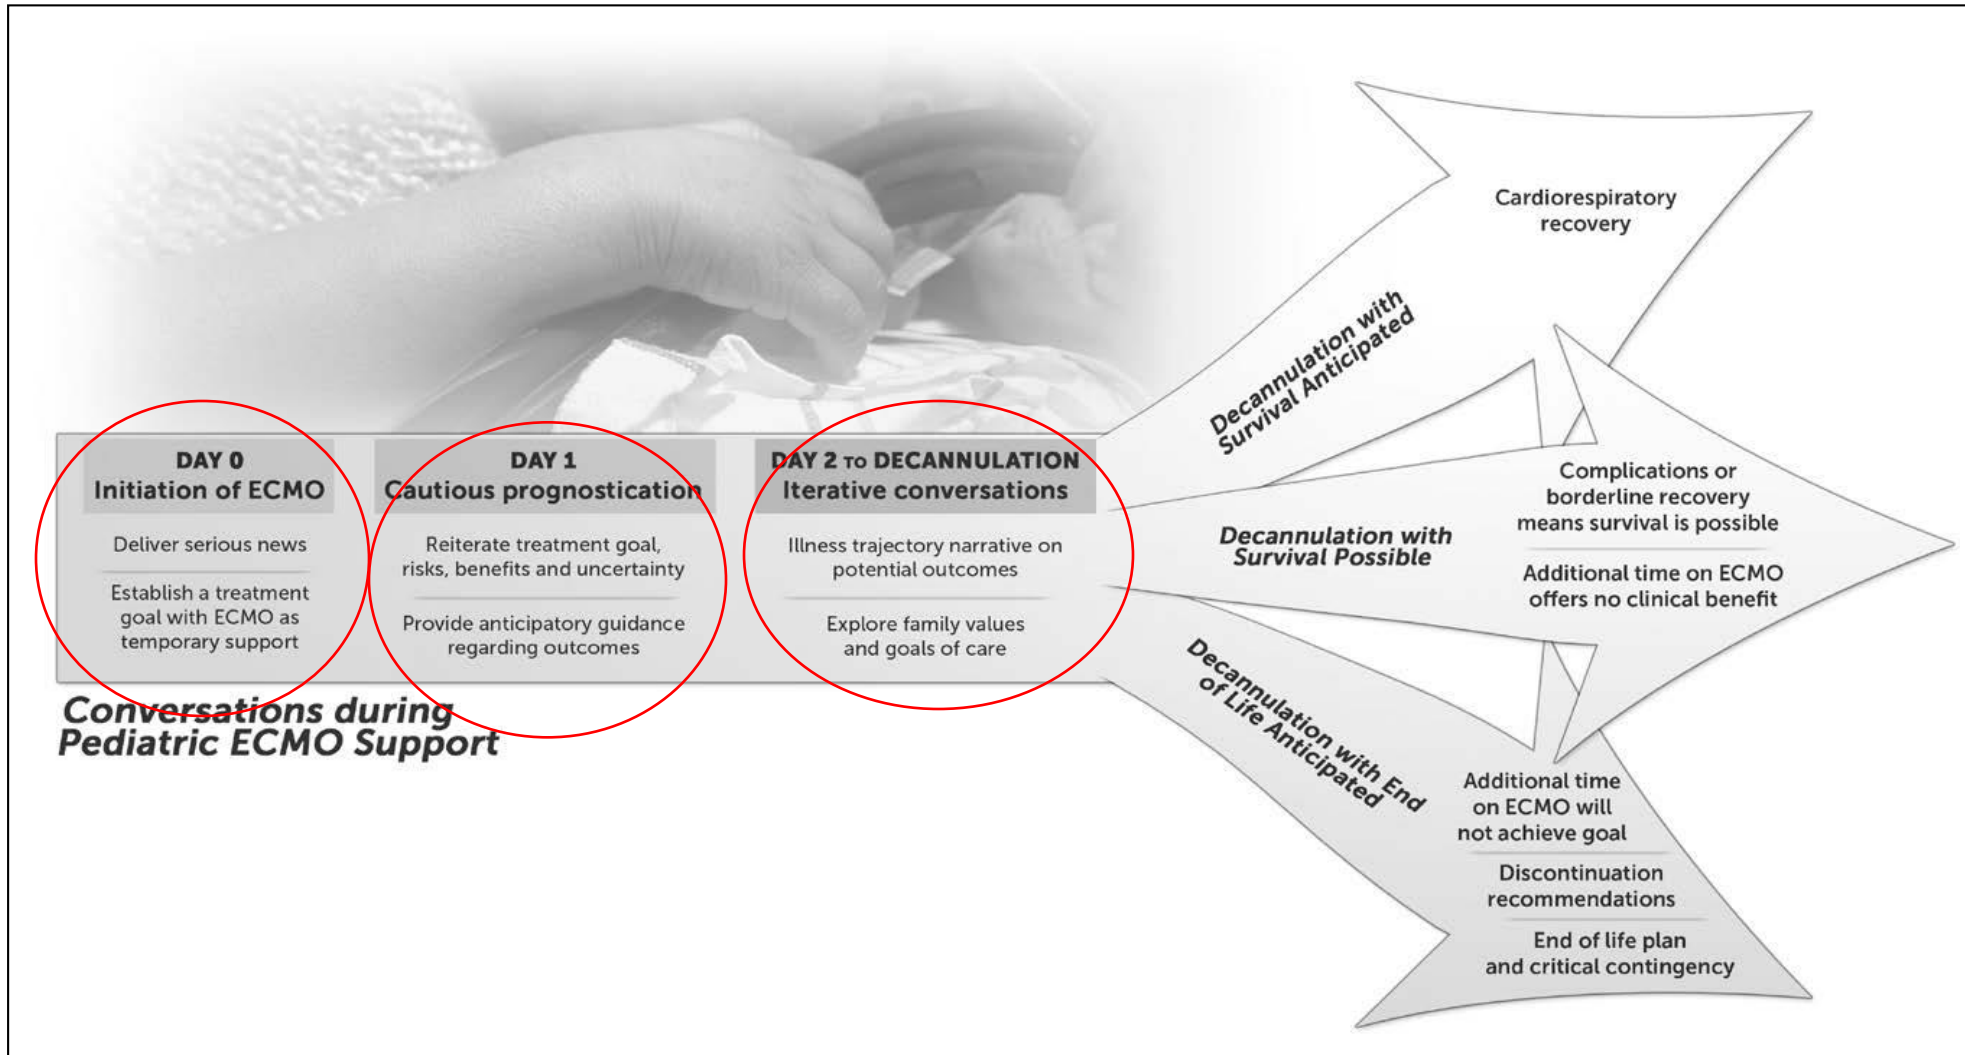 DAY 0
Initiation of ECMO
Deliver serious news
Establish a treatment
goal with ECMO as
temporary support
DAY 1
Cautious prognostication
Reiterate treatment goal,
risks, benefits and uncertainty
Provide anticipatory guidance
regarding outcomes
DAY 2 TO DECANNULATION
Iterative conversations
Illness trajectory narrative on
potential outcomes
Explore family values
and goals of care
Conversations during
Pediatric ECMO Support
Decannulation with
Survival Anticipated
Cardiorespiratory
recovery
Decannulation with
Survival Possible
Complications or
borderline recovery
means survival is possible
Additional time on ECMO
offers no clinical benefit
Decannulation with End
of Life Anticipated
Additional time
on ECMO will
not achieve goal
Discontinuation
recommendations
End of life plan
and critical contingency